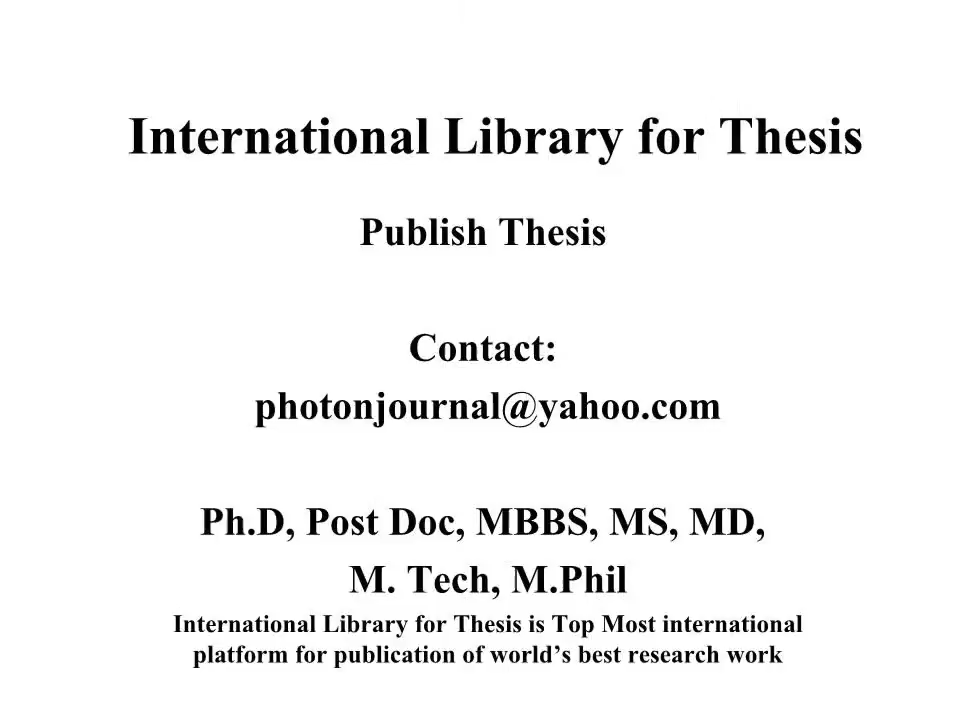 International Library for Thesis
Publish Thesis
Contact:
photonjournal@yahoo.com
Ph.D, Post Doc, MBBS, MS, MD,
M. Tech, M.Phil
International Library for Thesis is Top Most international
platform for publication of world’s best research work